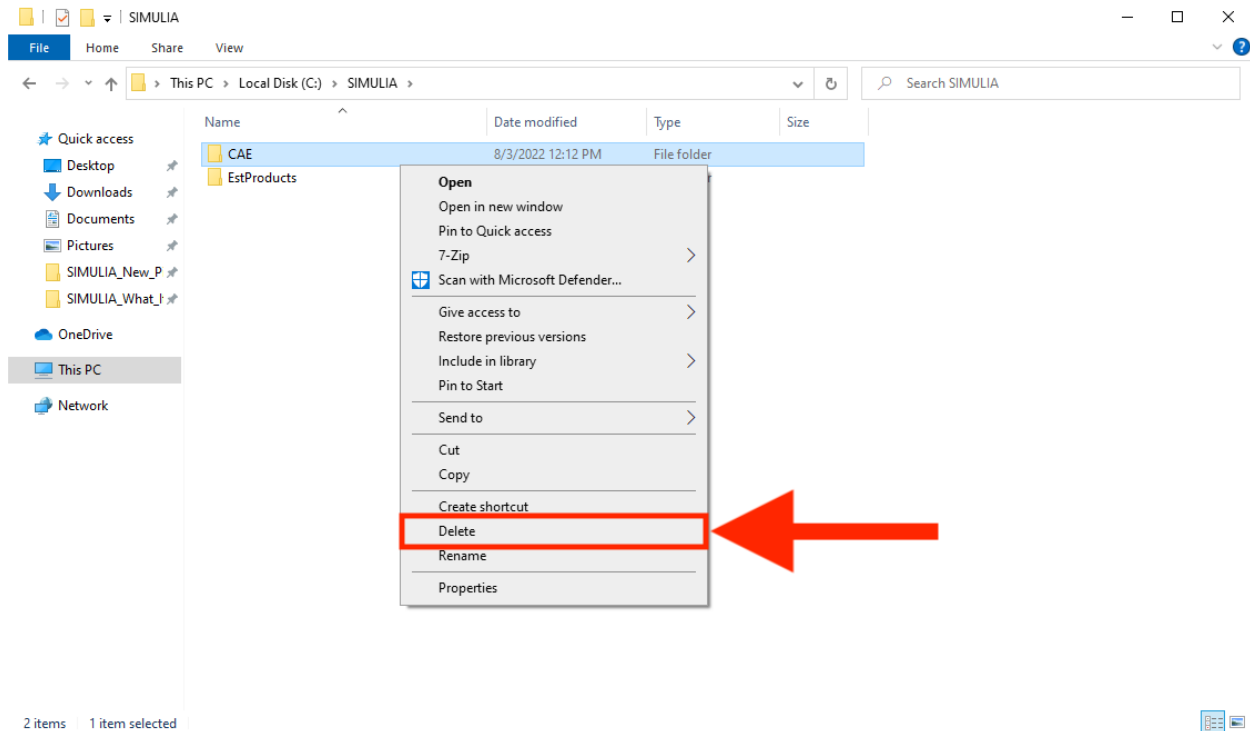 SIMULIA
File Home Share View
This PC Local Disk (C:) SIMULIA
Search SIMULIA
Name Date modified Type Size
Quick access
Desktop
Downloads
Documents
Pictures
SIMULIA_New_P
SIMULIA_What_I
OneDrive
This PC
Network
CAE 8/3/2022 12:12 PM File folder
EstProducts
Open
Open in new window
Pin to Quick access
7-Zip
Scan with Microsoft Defender...
Give access to
Restore previous versions
Include in library
Pin to Start
Send to
Cut
Copy
Create shortcut
Delete
Rename
Properties
2 items 1 item selected